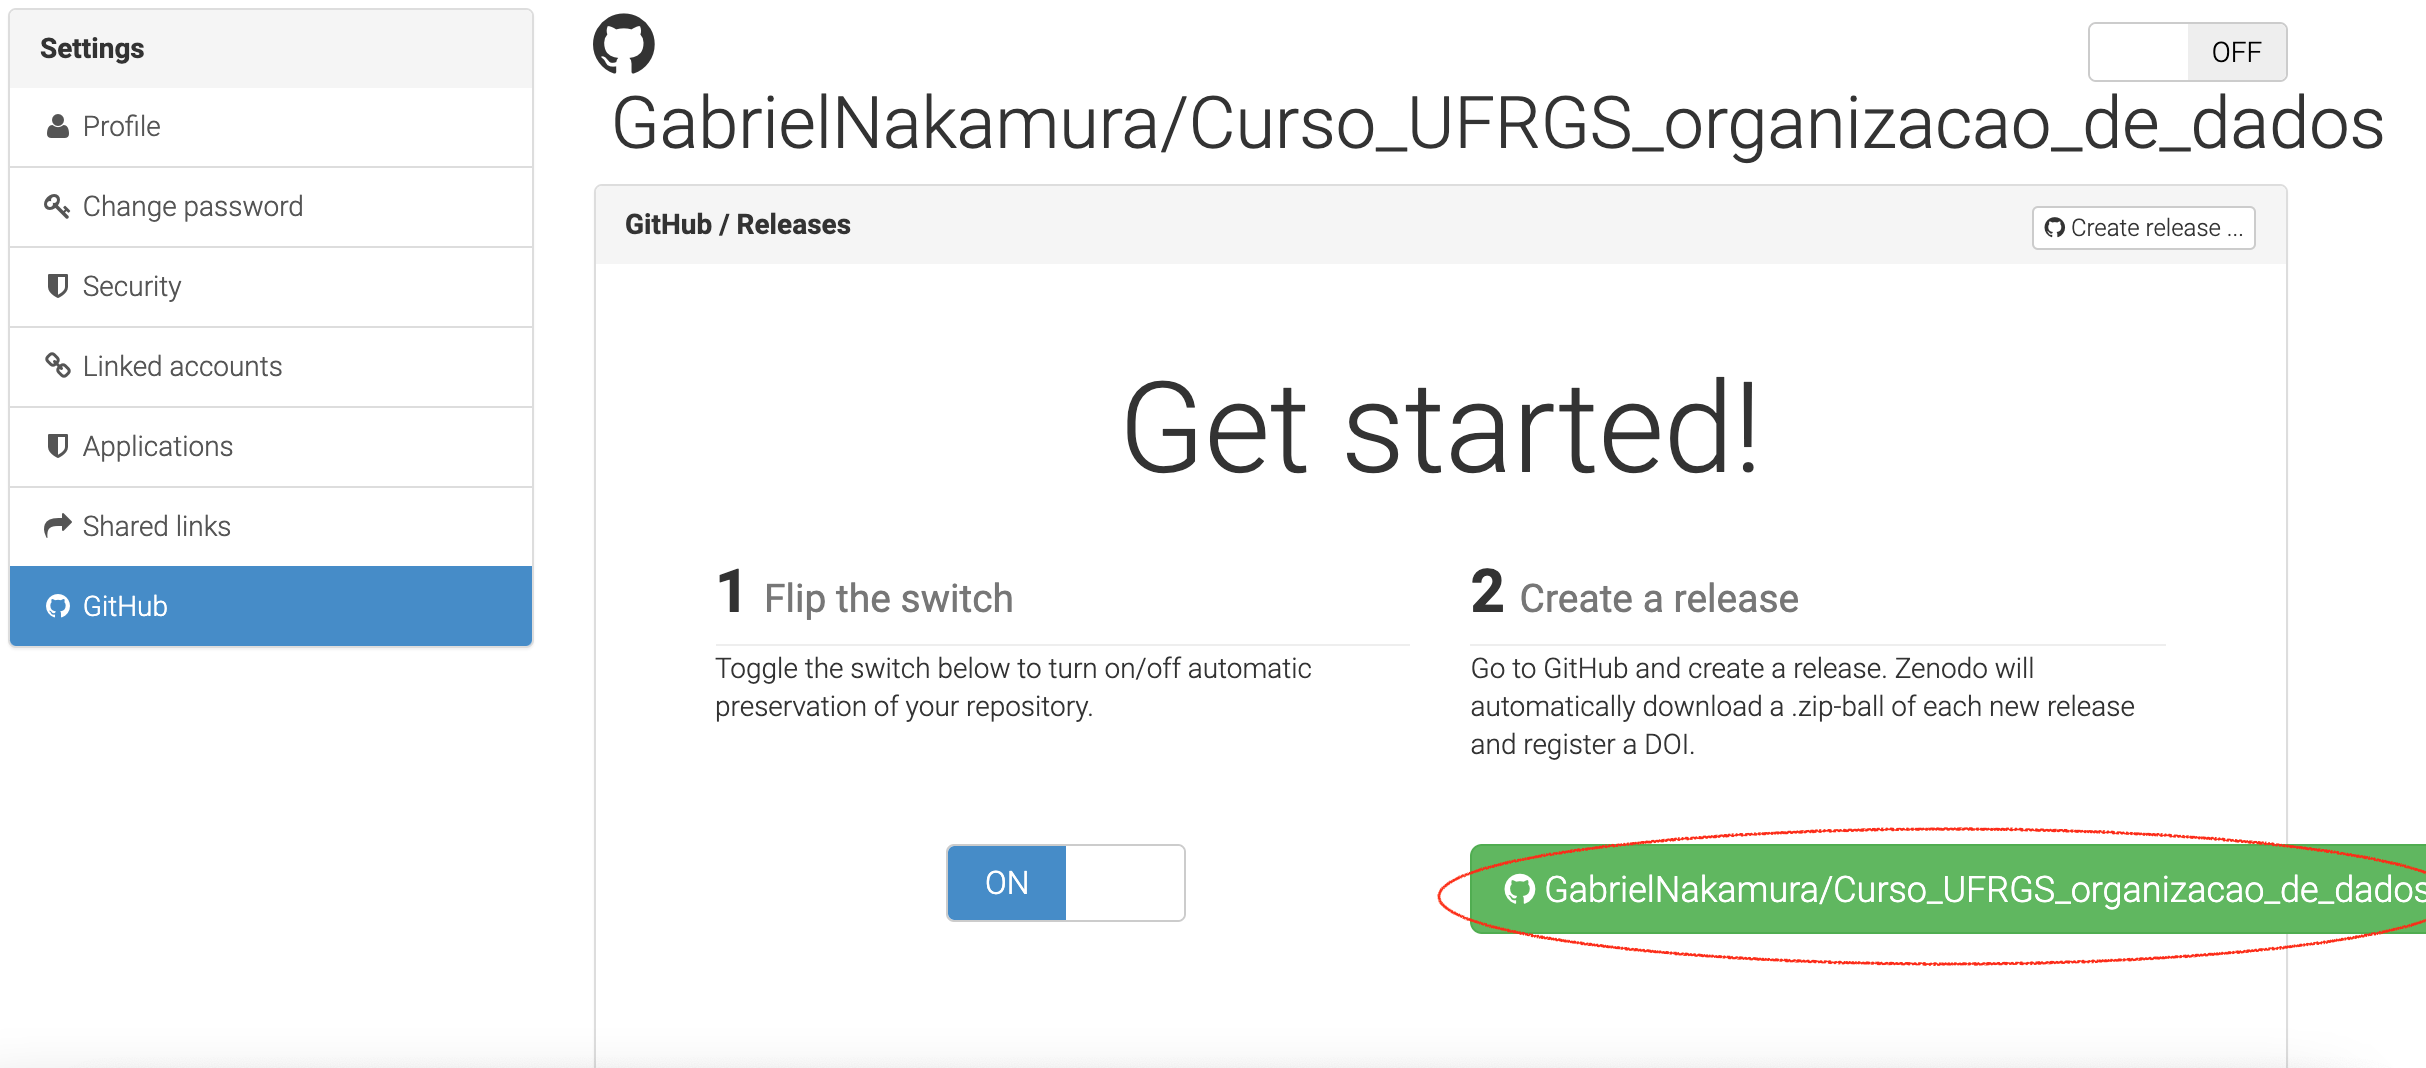 Settings
Profile
Change password
Security
Linked accounts
Applications
Shared links
GitHub
OFF
GabrielNakamura/Curso_UFRGS_organizacao_de_dados
GitHub / Releases
Create release ...
Get started!
1 Flip the switch
Toggle the switch below to turn on/off automatic
preservation of your repository.
ON
2 Create a release
Go to GitHub and create a release. Zenodo will
automatically download a .zip-ball of each new release
and register a DOI.
GabrielNakamura/Curso_UFRGS_organizacao_de_dados